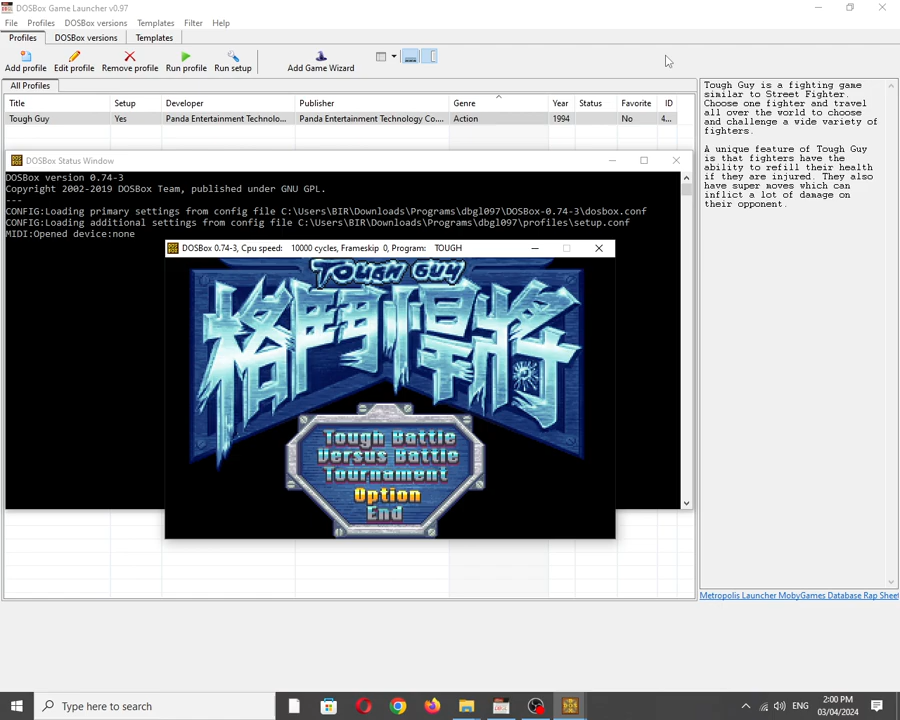 DOSBox Game Launcher v0.97
File Profiles DOSBox versions Templates Filter Help
Profiles DOSBox versions Templates
Add profile Edit profile Remove profile Run profile Run setup Add Game Wizard
All Profiles
Title Setup Developer Publisher Genre Year Status Favorite ID
Tough Guy Yes Panda Entertainment Technolo... Panda Entertainment Technology Co.... Action 1994 No 4...
Tough Guy is a fighting game
similar to Street Fighter.
Choose one fighter and travel
all over the world to choose
and challenge a wide variety of
fighters.
A unique feature of Tough Guy
is that fighters have the
ability to refill their health
if they are injured. They also
have super moves which can
inflict a lot of damage on
their opponent.
DOSBox Status Window
DOSBox version 0.74-3
Copyright 2002-2019 DOSBox Team, published under GNU GPL.
---
CONFIG:Loading primary settings from config file C:\Users\BIR\Downloads\Programs\dbgl097\DOSBox-0.74-3\dosbox.conf
CONFIG:Loading additional settings from config file C:\Users\BIR\Downloads\Programs\dbgl097\profiles\setup.conf
MIDI:Opened device:none
DOSBox 0.74-3, Cpu speed: 10000 cycles, Frameskip 0, Program: TOUGH
TOUGH GUY
格鬥悍將
Tough Battle
Versus Battle
Tournament
Option
End
Metropolis Launcher MobyGames Database Rap Shee
Type here to search
ENG
2:00 PM
03/04/2024